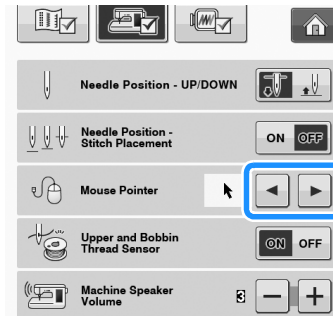 Needle Position - UP/DOWN
Needle Position -
Stitch Placement
ON OFF
Mouse Pointer
Upper and Bobbin
Thread Sensor
ON OFF
Machine Speaker
Volume
3